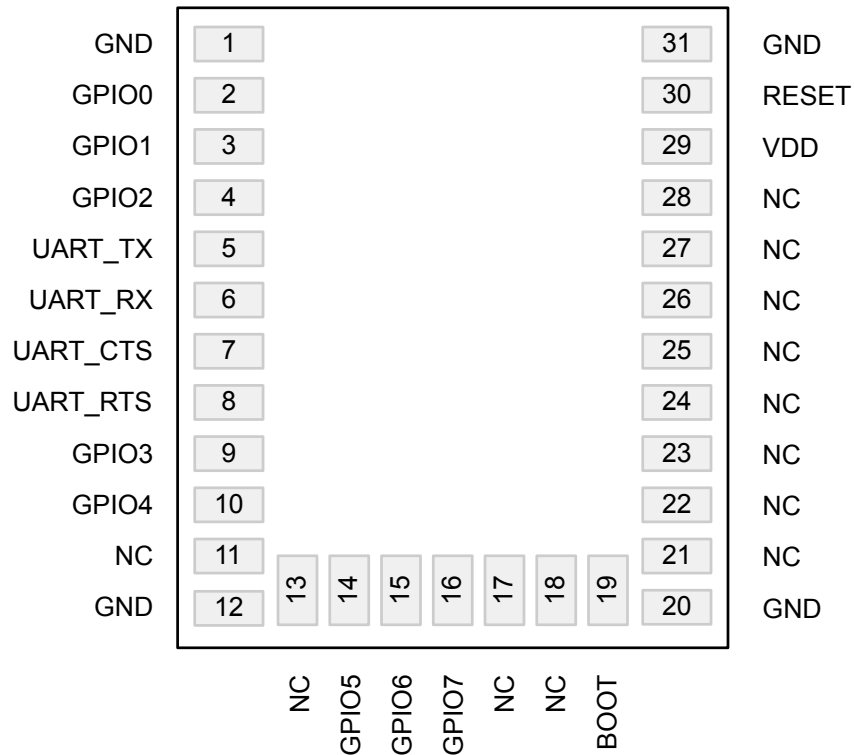 GND 1 31 GND
GPIO0 2 30 RESET
GPIO1 3 29 VDD
GPIO2 4 28 NC
UART_TX 5 27 NC
UART_RX 6 26 NC
UART_CTS 7 25 NC
UART_RTS 8 24 NC
GPIO3 9 23 NC
GPIO4 10 22 NC
NC 11 21 NC
13 14 15 16 17 18 19
GND 12 20 GND
NC GPIO5 GPIO6 GPIO7 NC NC BOOT